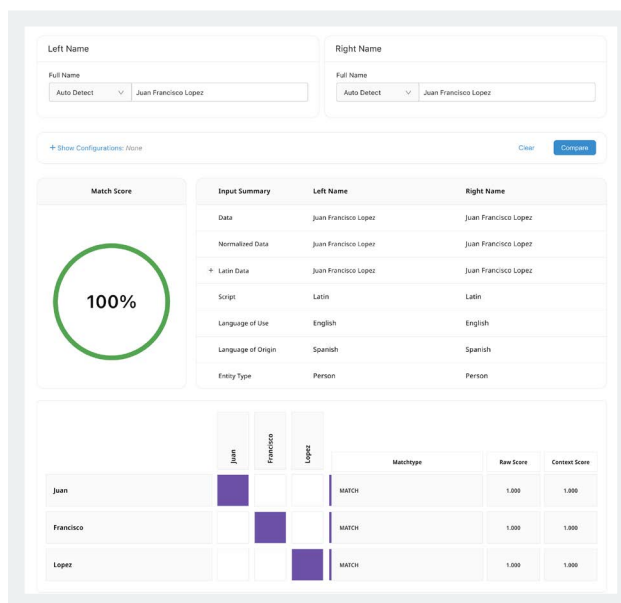 Left Name
Right Name
Full Name
Full Name
Auto Detect Juan Francisco Lopez
Auto Detect Juan Francisco Lopez
+ Show Configurations: None
Clear Compare
Match Score
100%
Input Summary Left Name Right Name
Data Juan Francisco Lopez Juan Francisco Lopez
Normalized Data Juan Francisco Lopez Juan Francisco Lopez
+ Latin Data Juan Francisco Lopez Juan Francisco Lopez
Script Latin Latin
Language of Use English English
Language of Origin Spanish Spanish
Entity Type Person Person
Juan Francisco Lopez Matchtype Raw Score Context Score
Juan MATCH 1.000 1.000
Francisco MATCH 1.000 1.000
Lopez MATCH 1.000 1.000